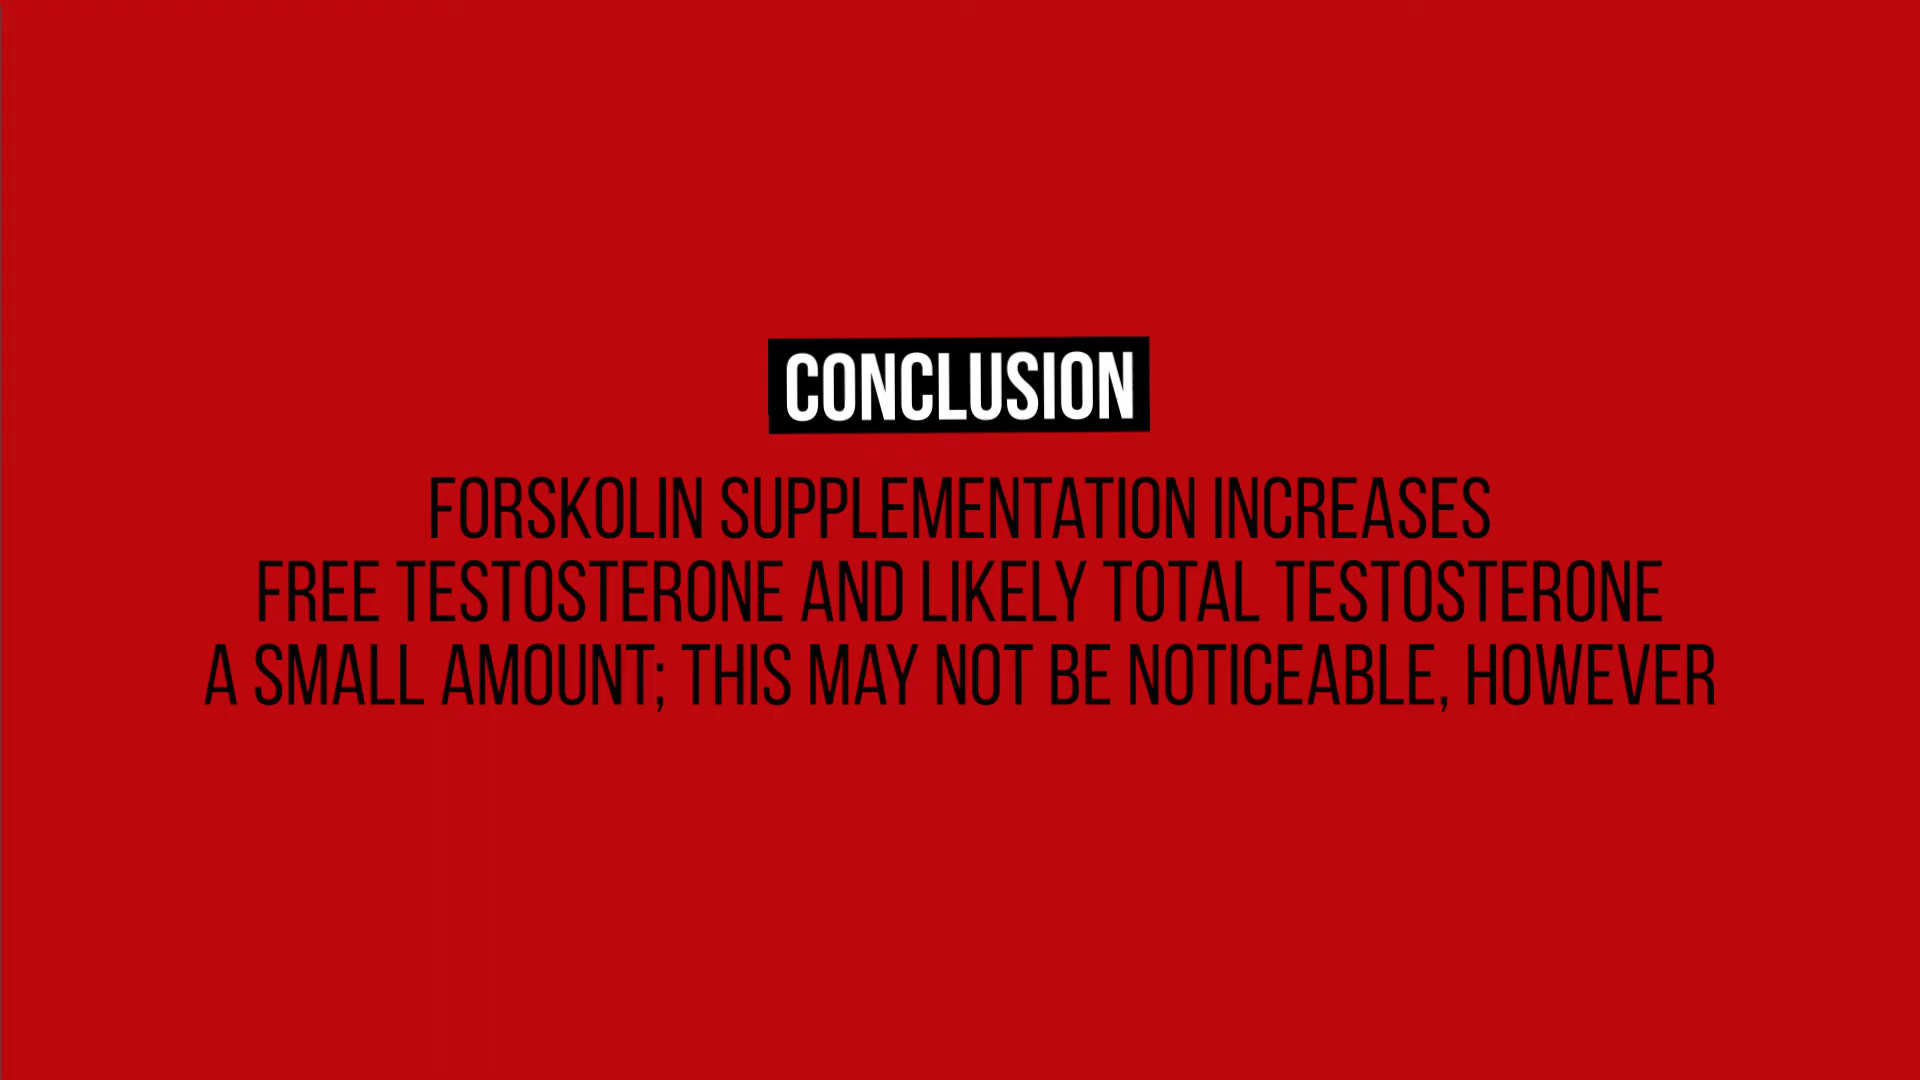 CONCLUSION
FORSKOLIN SUPPLEMENTATION INCREASES
FREE TESTOSTERONE AND LIKELY TOTAL TESTOSTERONE
A SMALL AMOUNT; THIS MAY NOT BE NOTICEABLE, HOWEVER